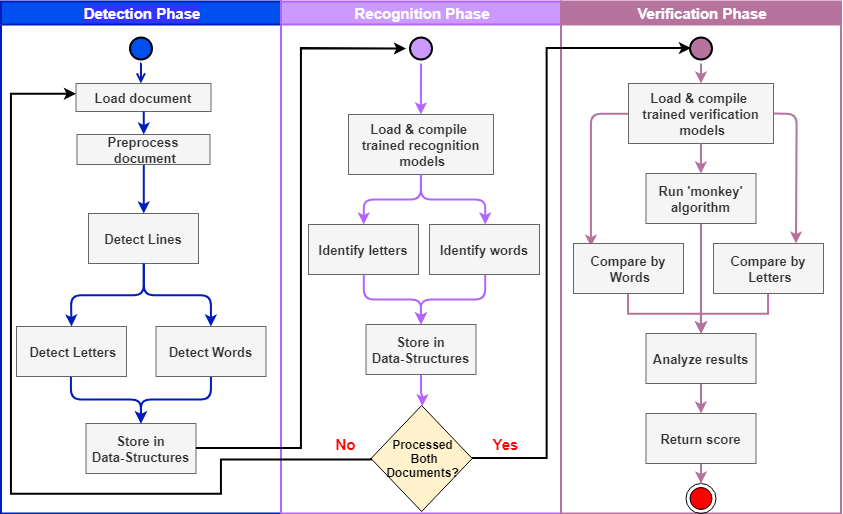 Detection Phase
Load document
Preprocess
document
Detect Lines
Detect Letters
Detect Words
Store in
Data-Structures
Recognition Phase
Load & compile
trained recognition
models
Identify letters
Identify words
Store in
Data-Structures
Processed
Both
Documents?
No
Yes
Verification Phase
Load & compile
trained verification
models
Run 'monkey'
algorithm
Compare by
Words
Compare by
Letters
Analyze results
Return score